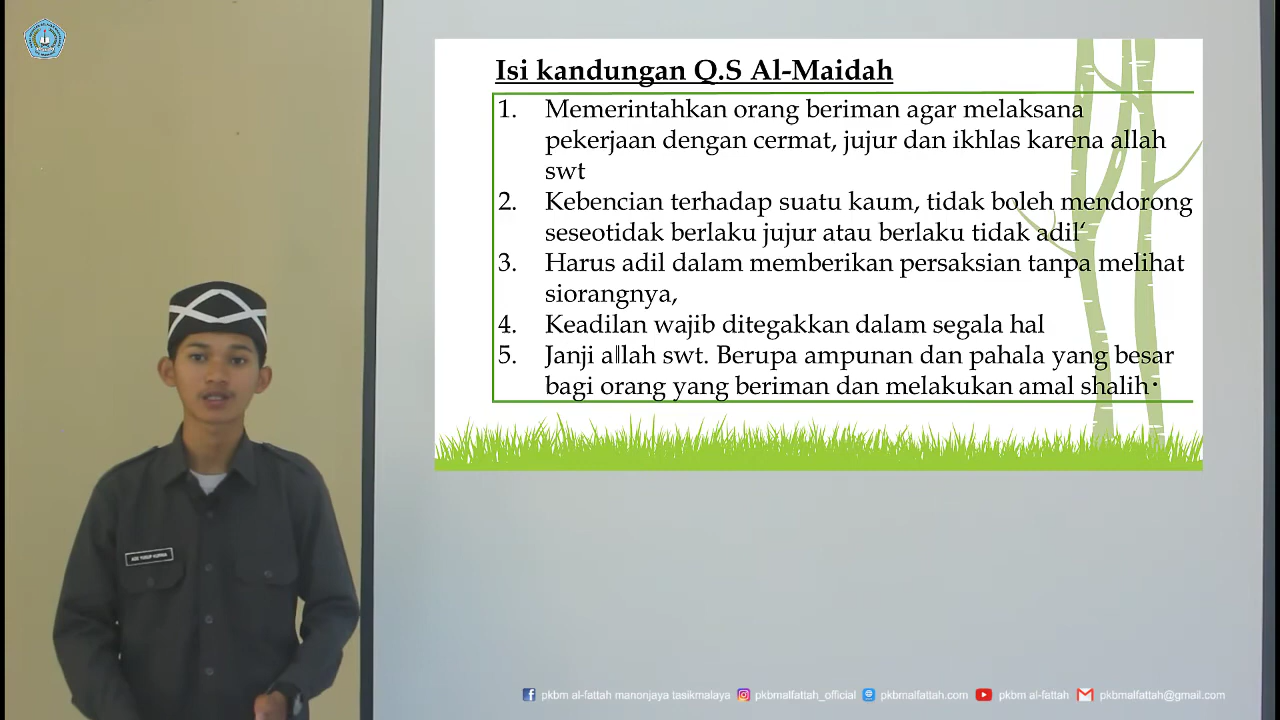 Isi kandungan Q.S Al-Maidah
1. Memerintahkan orang beriman agar melaksana
pekerjaan dengan cermat, jujur dan ikhlas karena allah
swt
2. Kebencian terhadap suatu kaum, tidak boleh mendorong
seseotidak berlaku jujur atau berlaku tidak adil‘
3. Harus adil dalam memberikan persaksian tanpa melihat
siorangnya,
4. Keadilan wajib ditegakkan dalam segala hal
5. Janji allah swt. Berupa ampunan dan pahala yang besar
bagi orang yang beriman dan melakukan amal shalih•
pkbm al-fattah manonjaya tasikmalaya pkbmalfattah_official pkbmalfattah.com pkbm al-fattah pkbmalfattah@gmail.com